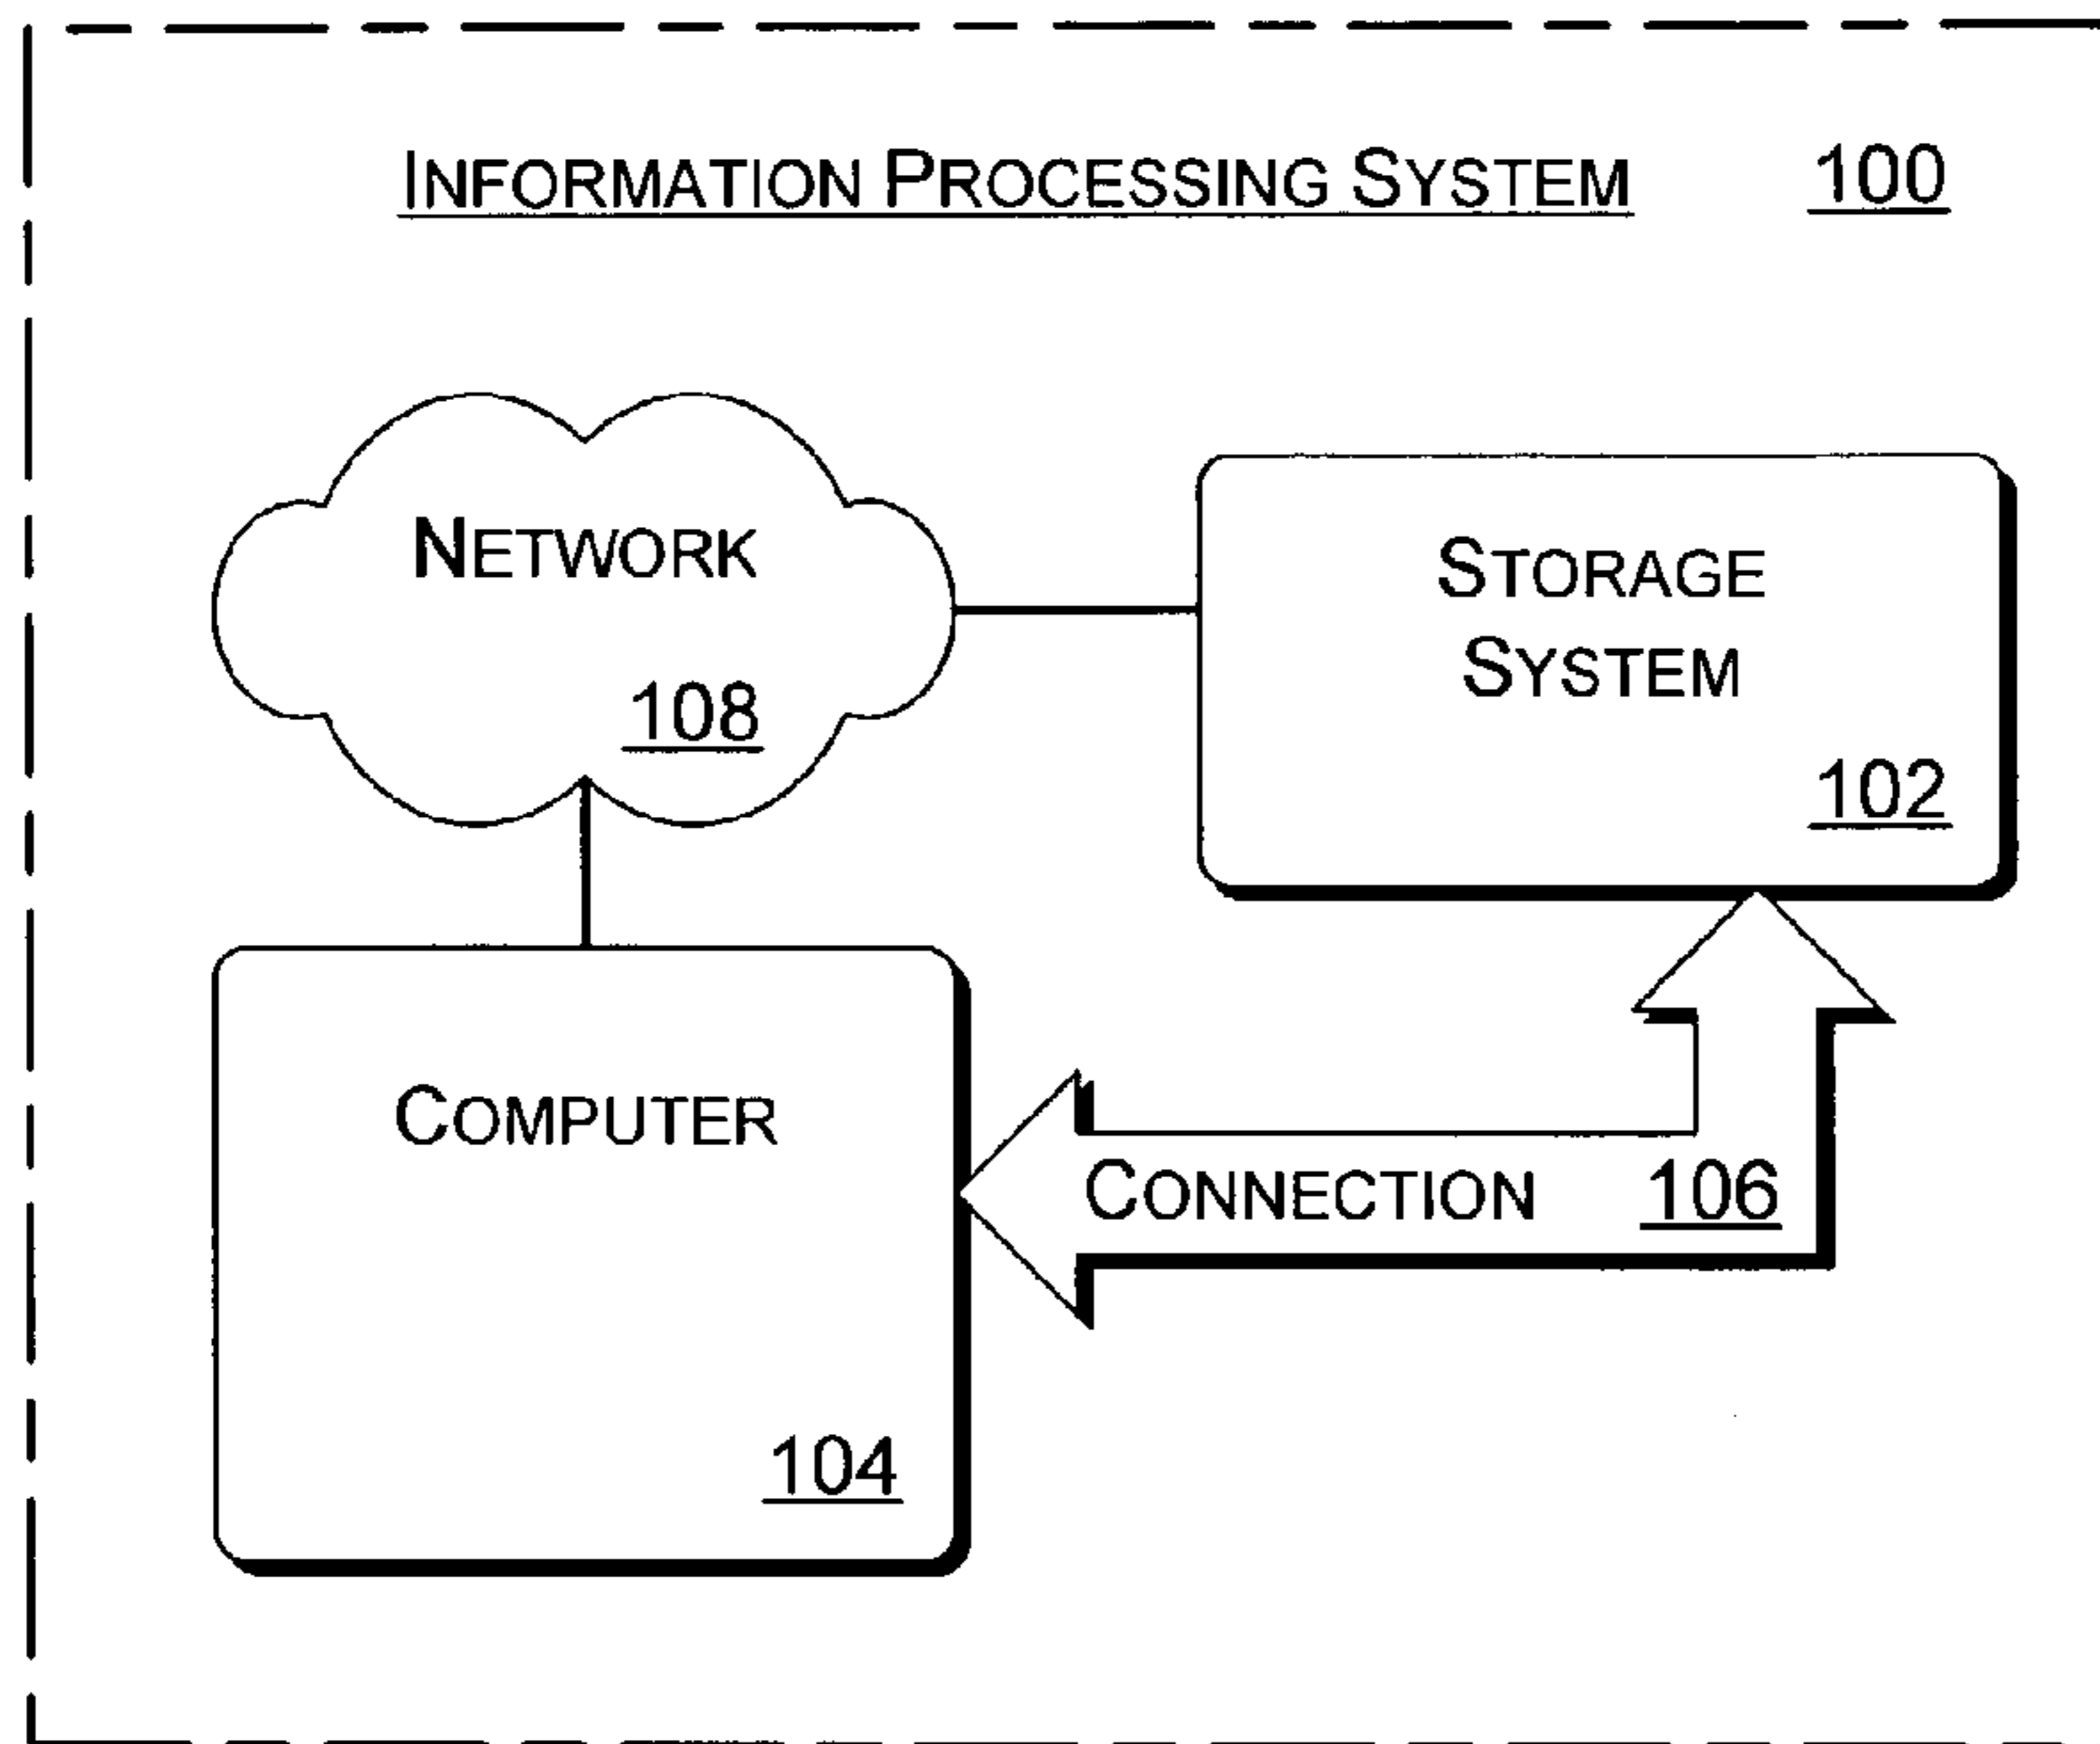 INFORMATION PROCESSING SYSTEM 100
NETWORK
108
STORAGE
SYSTEM
102
COMPUTER
CONNECTION 106
104